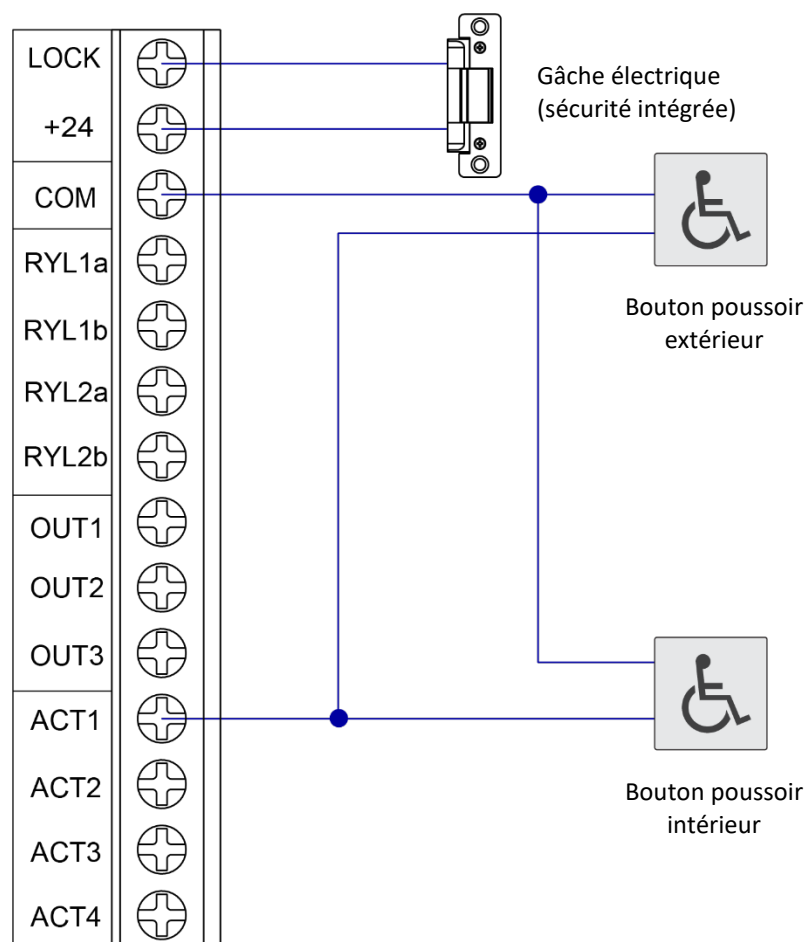 LOCK
+24
COM
RYL1a
RYL1b
RYL2a
RYL2b
OUT1
OUT2
OUT3
ACT1
ACT2
ACT3
ACT4
Gâche électrique
(sécurité intégrée)
Bouton poussoir
extérieur
Bouton poussoir
intérieur